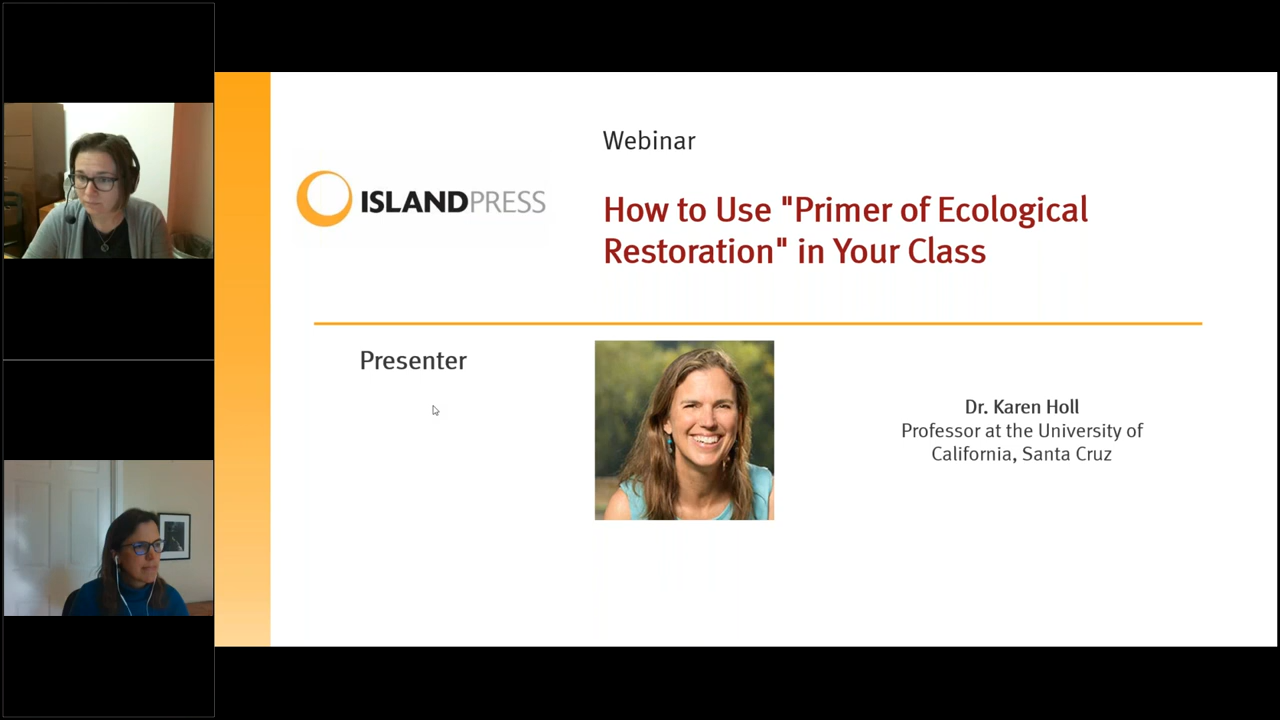 Webinar
ISLANDPRESS
How to Use "Primer of Ecological
Restoration" in Your Class
Presenter
Dr. Karen Holl
Professor at the University of
California, Santa Cruz